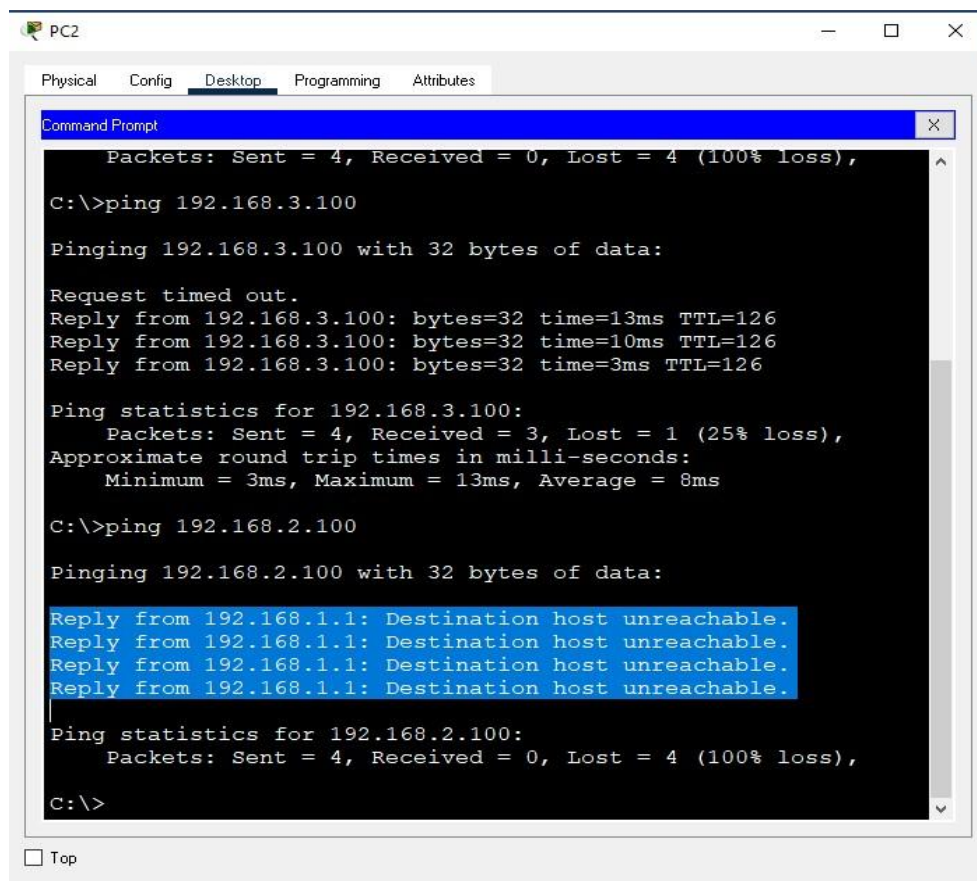 PC2
Physical Config Desktop Programming Attributes
Command Prompt
Packets: Sent = 4, Received = 0, Lost = 4 (100% loss),
C:\>ping 192.168.3.100
Pinging 192.168.3.100 with 32 bytes of data:
Request timed out.
Reply from 192.168.3.100: bytes=32 time=13ms TTL=126
Reply from 192.168.3.100: bytes=32 time=10ms TTL=126
Reply from 192.168.3.100: bytes=32 time=3ms TTL=126
Ping statistics for 192.168.3.100:
Packets: Sent = 4, Received = 3, Lost = 1 (25% loss),
Approximate round trip times in milli-seconds:
Minimum = 3ms, Maximum = 13ms, Average = 8ms
C:\>ping 192.168.2.100
Pinging 192.168.2.100 with 32 bytes of data:
Reply from 192.168.1.1: Destination host unreachable.
Reply from 192.168.1.1: Destination host unreachable.
Reply from 192.168.1.1: Destination host unreachable.
Reply from 192.168.1.1: Destination host unreachable.
Ping statistics for 192.168.2.100:
Packets: Sent = 4, Received = 0, Lost = 4 (100% loss),
C:\>
Top